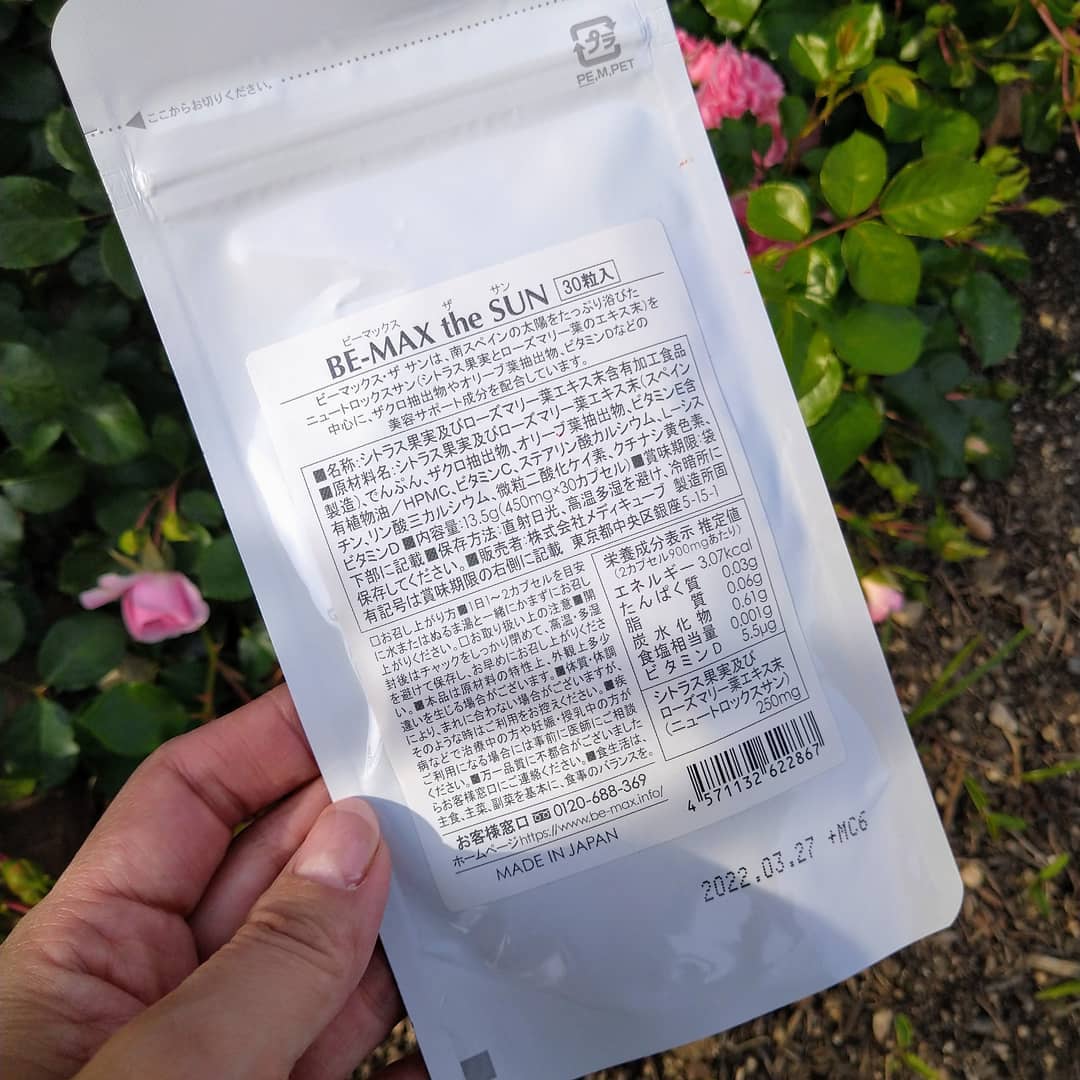 プラ
PE,M,PET
ここからお切りください。
ビーマックス ザ サン
BE-MAX the SUN 30粒入
ビーマックス・ザ サンは、南スペインの太陽をたっぷり浴びた
ニュートロックスサン(シトラス果実とローズマリー葉のエキス末)を
中心に、ザクロ抽出物やオリーブ葉抽出物、ビタミンDなどの
美容サポート成分を配合しています。
■名称:シトラス果実及びローズマリー葉エキス末含有加工食品
■原材料名:シトラス果実及びローズマリー葉エキス末(スペイン
製造)、でんぷん、ザクロ抽出物、オリーブ葉抽出物、ビタミンE含
有植物油/HPMC、ビタミンC、ステアリン酸カルシウム、L-シス
チン、リン酸三カルシウム、微粒二酸化ケイ素、クチナシ黄色素、
ビタミンD ■内容量:13.5g(450mg×30カプセル) ■賞味期限:袋
下部に記載 ■保存方法:直射日光、高温多湿を避け、冷暗所に
保存してください。 ■販売者:株式会社メディキューブ 製造所固
有記号は賞味期限の右側に記載 東京都中央区銀座5-15-1
□お召し上がり方 ■1日1〜2カプセルを目安
に水またはぬるま湯と一緒にかまずにお召し
上がりください。 □お取り扱い上の注意 ■開
封後はチャックをしっかり閉めて、高温・多湿
を避けて保存し、お早めにお召し上がりくださ
い。 ■本品は原材料の特性上、外観上多少
違いを生じる場合がございます。 ■体質・体調
により、まれに合わない場合がございますが、
そのような時はご利用をお控えください。 ■疾
病などで治療中の方や妊娠・授乳中の方が
ご利用になる場合には事前に医師にご相談
ください。 ■万一品質に不都合がございました
らお客様窓口にご連絡ください。 ■食生活は、
主食、主菜、副菜を基本に、食事のバランスを。
栄養成分表示 推定値
(2カプセル900mgあたり)
エネルギー 3.07kcal
たんぱく質 0.03g
脂質 0.06g
炭水化物 0.61g
食塩相当量 0.001g
ビタミンD 5.5μg
シトラス果実及び
ローズマリー葉エキス末
(ニュートロックスサン)
250mg
お客様窓口 0120-688-369
ホームページhttps://www.be-max.info/
MADE IN JAPAN
4 571132 622867
2022.03.27 +MC6